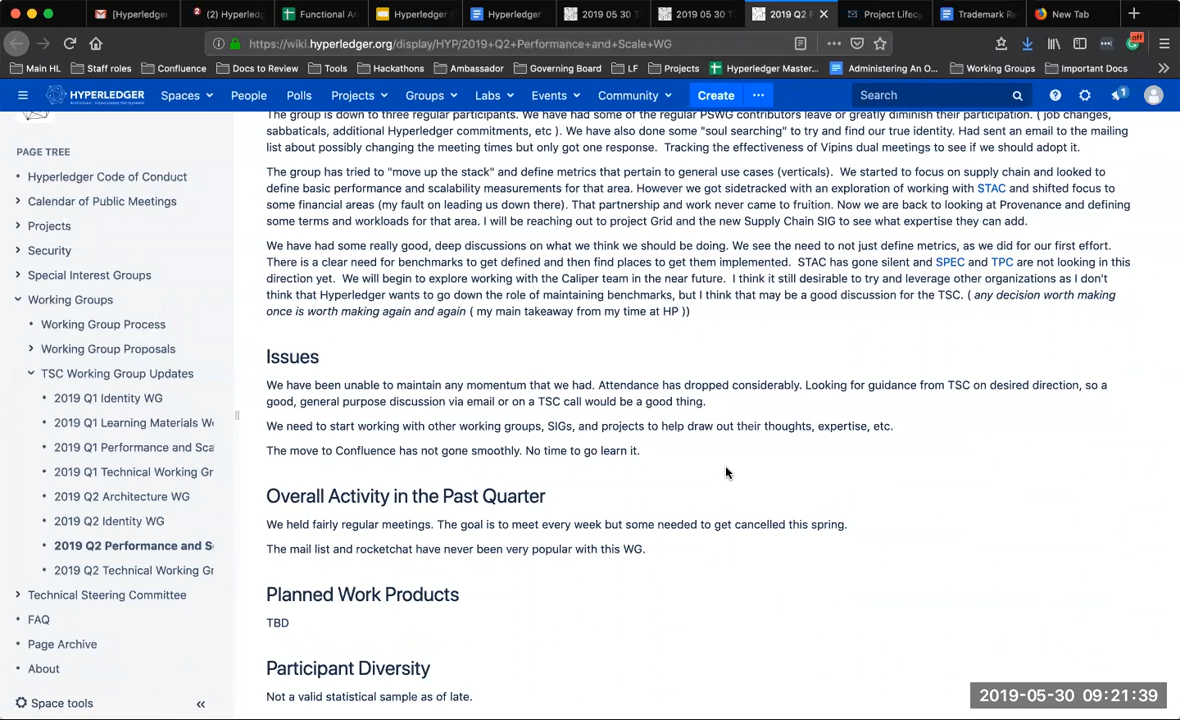 [Hyperledger
(2) Hyperledg
Functional Ar
Hyperledger
Hyperledger
2019 05 30 T
2019 05 30 T
2019 Q2 P
Project Lifec
Trademark Ru
New Tab
https://wiki.hyperledger.org/display/HYP/2019+Q2+Performance+and+Scale+WG
off
Main HL Staff roles Confluence Docs to Review Tools Hackathons Ambassador Governing Board LF Projects Hyperledger Master... Administering An O... Working Groups Important Docs
HYPERLEDGER Spaces People Polls Projects Groups Labs Events Community Create Search 1
PAGE TREE
Hyperledger Code of Conduct
Calendar of Public Meetings
Projects
Security
Special Interest Groups
Working Groups
Working Group Process
Working Group Proposals
TSC Working Group Updates
2019 Q1 Identity WG
2019 Q1 Learning Materials W
2019 Q1 Performance and Sca
2019 Q1 Technical Working Gr
2019 Q2 Architecture WG
2019 Q2 Identity WG
2019 Q2 Performance and S
2019 Q2 Technical Working Gr
Technical Steering Committee
FAQ
Page Archive
About
Space tools
The group is down to three regular participants. We have had some of the regular PSWG contributors leave or greatly diminish their participation. ( job changes,
sabbaticals, additional Hyperledger commitments, etc ). We have also done some "soul searching" to try and find our true identity. Had sent an email to the mailing
list about possibly changing the meeting times but only got one response. Tracking the effectiveness of Vipins dual meetings to see if we should adopt it.
The group has tried to "move up the stack" and define metrics that pertain to general use cases (verticals). We started to focus on supply chain and looked to
define basic performance and scalability measurements for that area. However we got sidetracked with an exploration of working with STAC and shifted focus to
some financial areas (my fault on leading us down there). That partnership and work never came to fruition. Now we are back to looking at Provenance and defining
some terms and workloads for that area. I will be reaching out to project Grid and the new Supply Chain SIG to see what expertise they can add.
We have had some really good, deep discussions on what we think we should be doing. We see the need to not just define metrics, as we did for our first effort.
There is a clear need for benchmarks to get defined and then find places to get them implemented. STAC has gone silent and SPEC and TPC are not looking in this
direction yet. We will begin to explore working with the Caliper team in the near future. I think it still desirable to try and leverage other organizations as I don't
think that Hyperledger wants to go down the role of maintaining benchmarks, but I think that may be a good discussion for the TSC. ( any decision worth making
once is worth making again and again ( my main takeaway from my time at HP ))
Issues
We have been unable to maintain any momentum that we had. Attendance has dropped considerably. Looking for guidance from TSC on desired direction, so a
good, general purpose discussion via email or on a TSC call would be a good thing.
We need to start working with other working groups, SIGs, and projects to help draw out their thoughts, expertise, etc.
The move to Confluence has not gone smoothly. No time to go learn it.
Overall Activity in the Past Quarter
We held fairly regular meetings. The goal is to meet every week but some needed to get cancelled this spring.
The mail list and rocketchat have never been very popular with this WG.
Planned Work Products
TBD
Participant Diversity
Not a valid statistical sample as of late.
2019-05-30 09:21:39